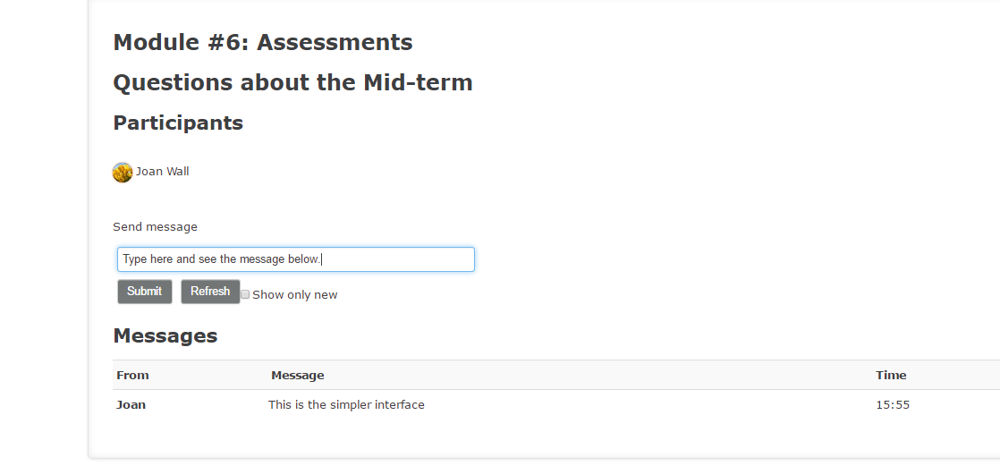 Module #6: Assessments
Questions about the Mid-term
Participants
Joan Wall
Send message
Type here and see the message below.
Submit Refresh Show only new
Messages
From Message Time
Joan This is the simpler interface 15:55